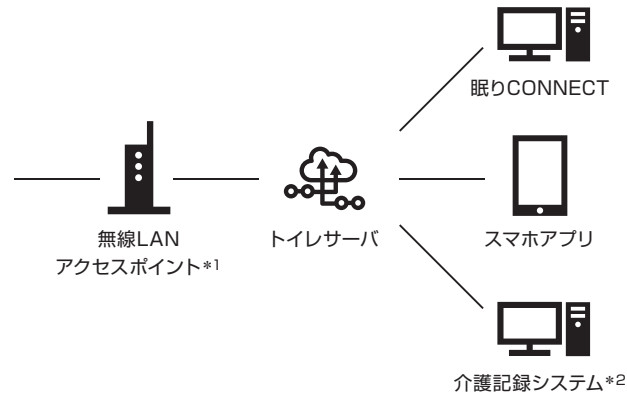 眠りCONNECT
無線LAN
アクセスポイント*1
トイレサーバ
スマホアプリ
介護記録システム*2